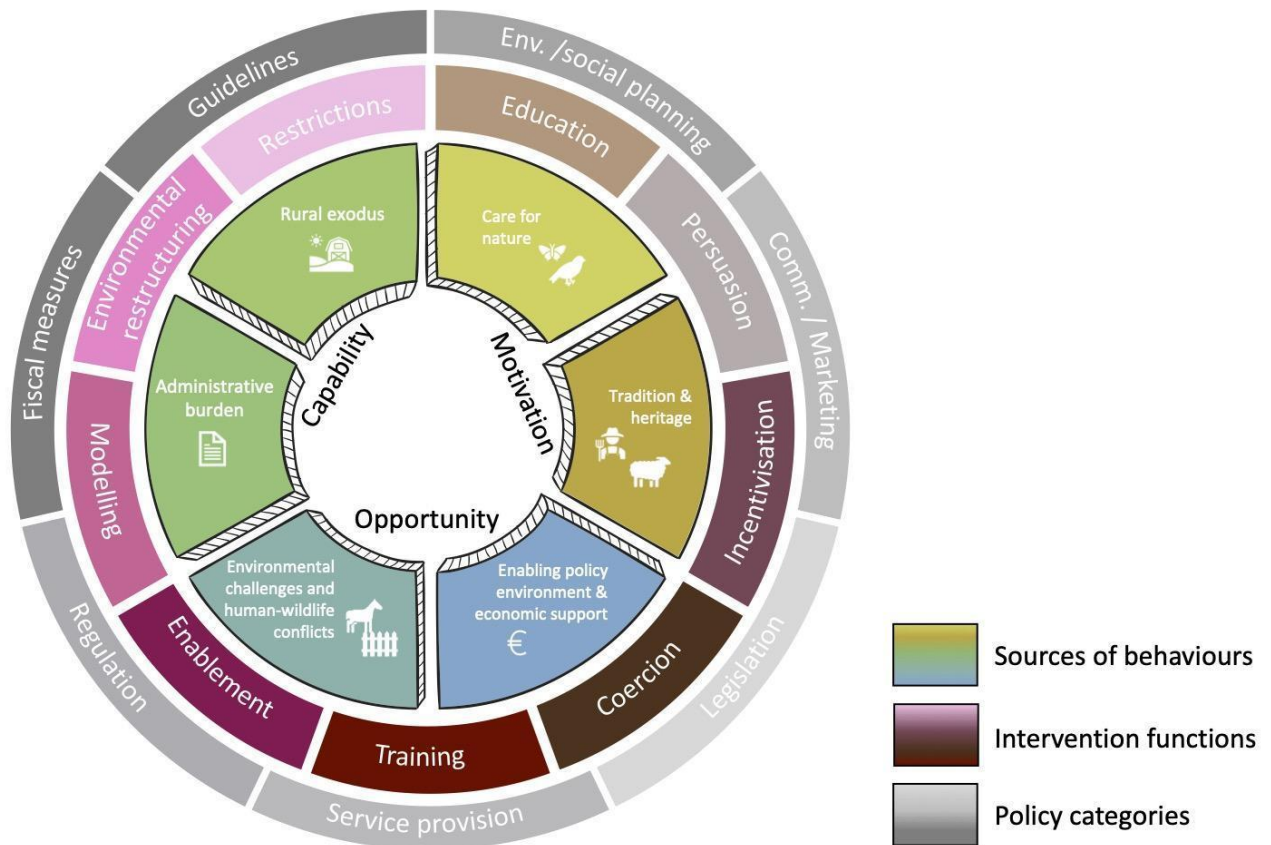 Guidelines
Env. /social planning
Comm. / Marketing
Legislation
Service provision
Regulation
Fiscal measures
Restrictions
Education
Persuasion
Incentivisation
Coercion
Training
Enablement
Modelling
Environmental
restructuring
Rural exodus
Care for
nature
Tradition &
heritage
Enabling policy
environment &
economic support
€
Environmental
challenges and
human-wildlife
conflicts
Administrative
burden
Capability
Motivation
Opportunity
Sources of behaviours
Intervention functions
Policy categories